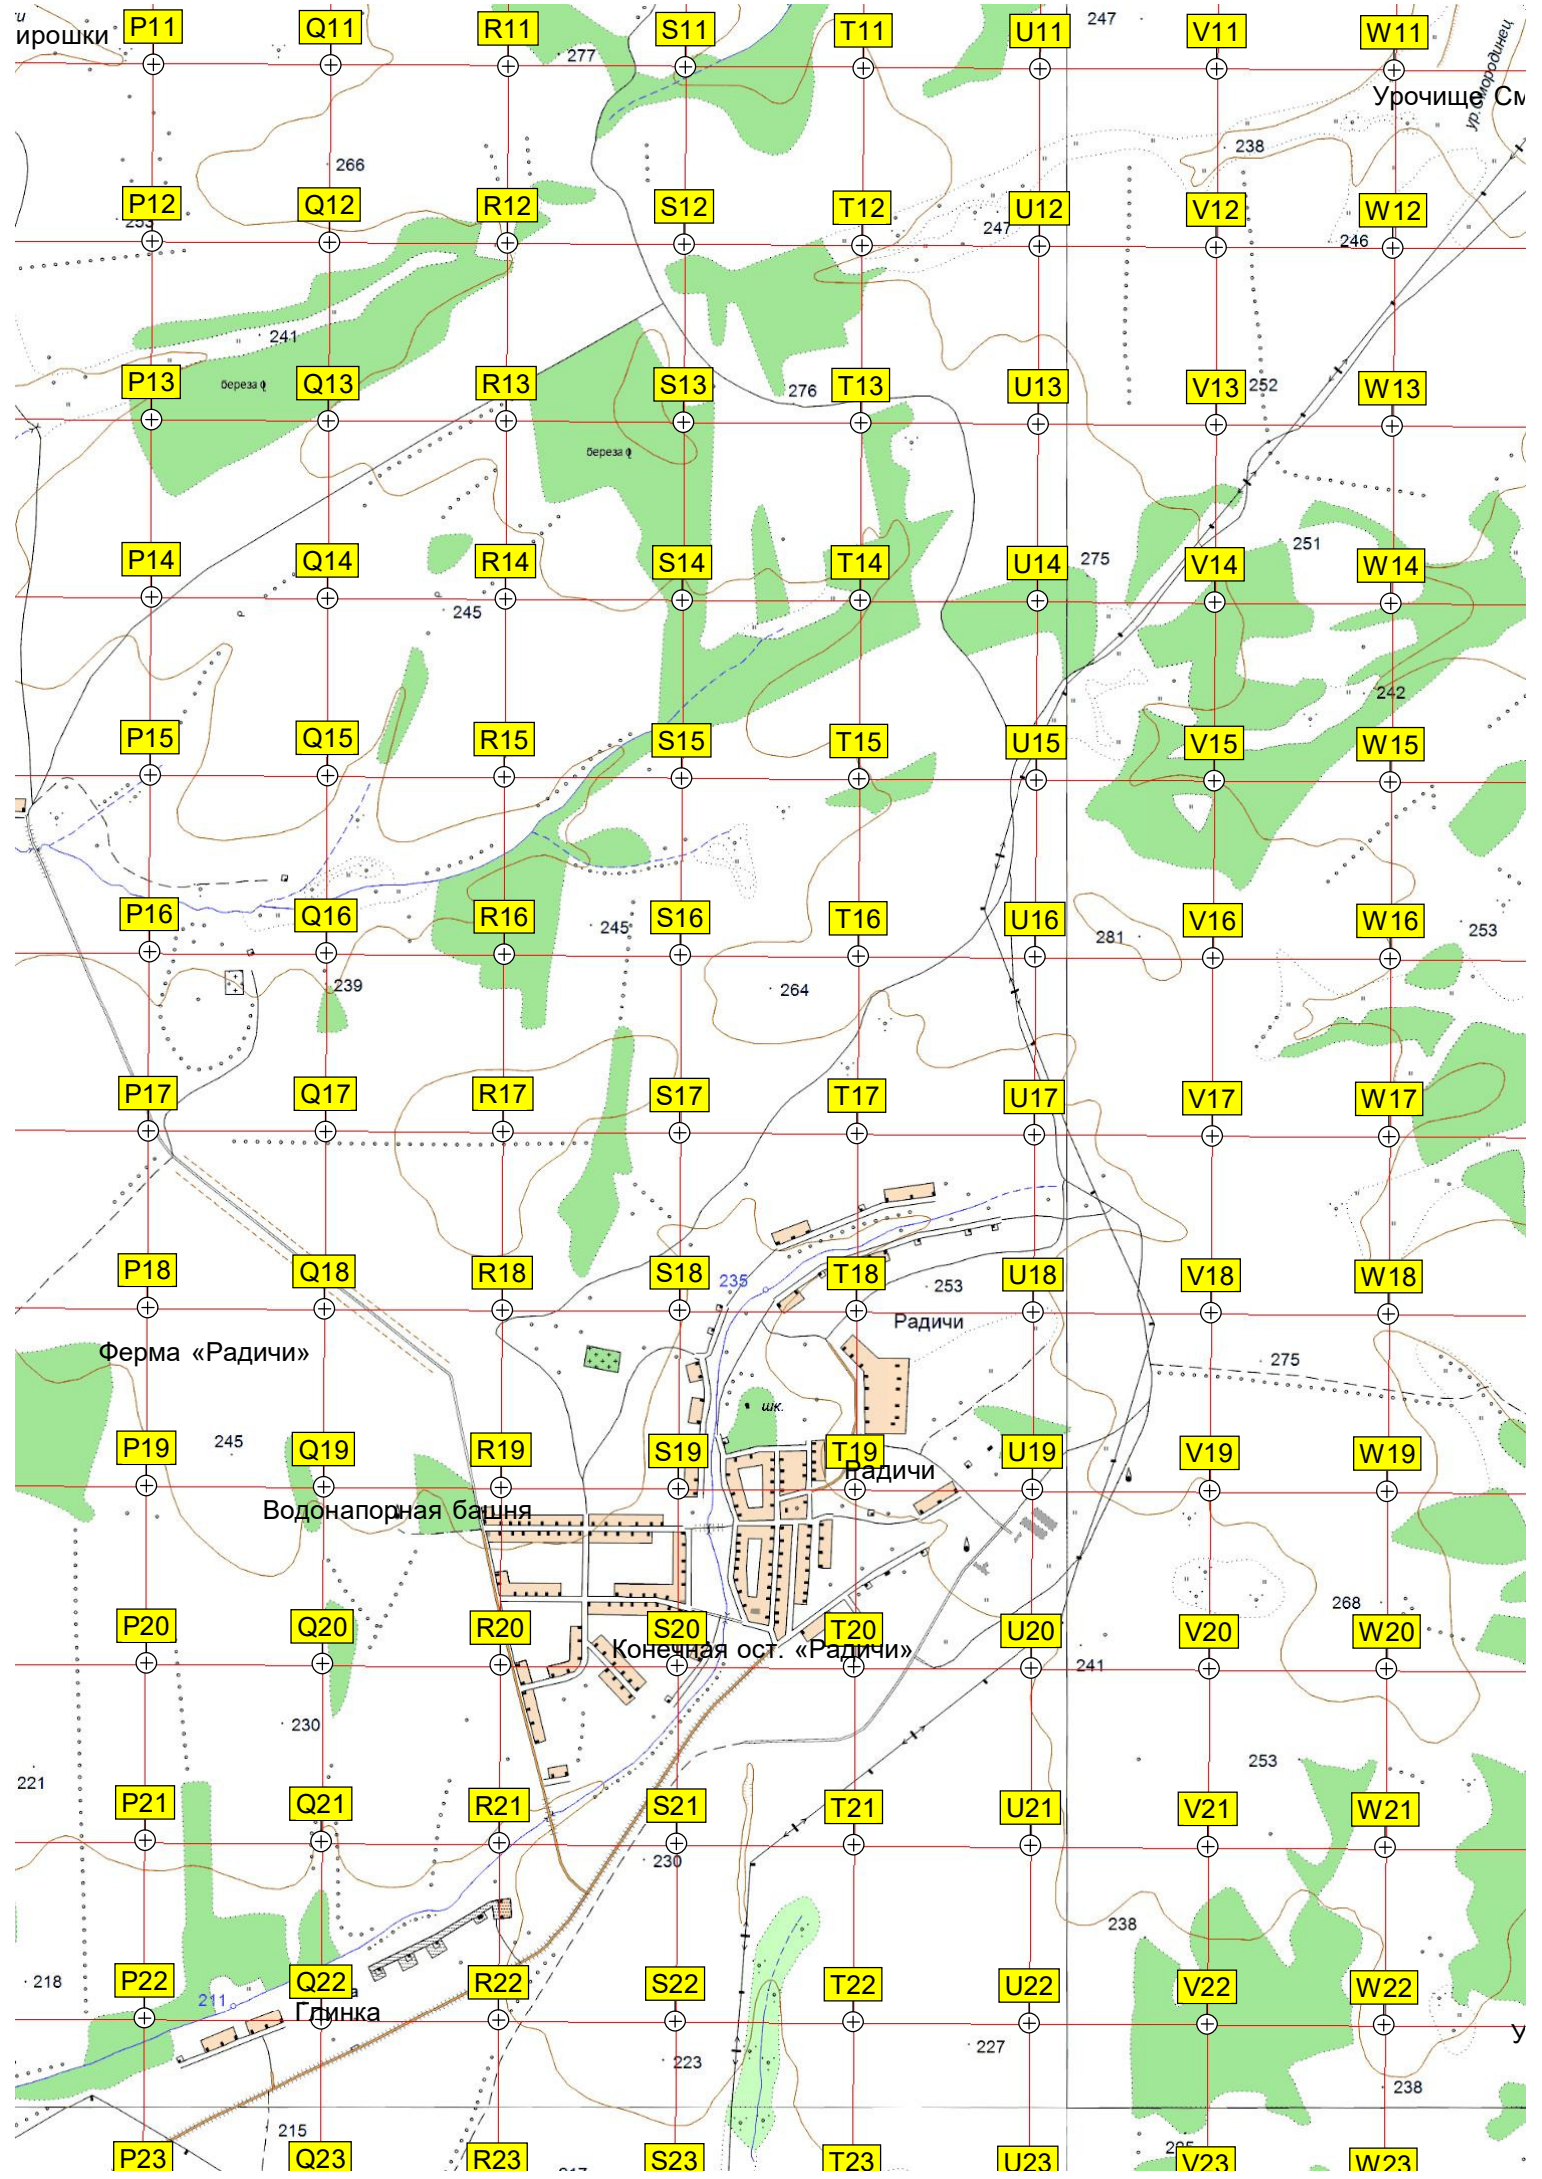 ирошки
P11 Q11 R11 S11 T11 U11 V11 W11
247
277
ур.Смородинец
Урочище См
238
266
P12 Q12 R12 S12 T12 U12 V12 W12
253
247
246
241
P13 Q13 R13 S13 T13 U13 V13 W13
береза
276
252
береза
251
P14 Q14 R14 S14 T14 U14 V14 W14
275
245
242
P15 Q15 R15 S15 T15 U15 V15 W15
P16 Q16 R16 S16 T16 U16 V16 W16
245
281
253
239
264
P17 Q17 R17 S17 T17 U17 V17 W17
P18 Q18 R18 S18 T18 U18 V18 W18
235
253
Радичи
Ферма «Радичи»
275
шк.
245
P19 Q19 R19 S19 T19 U19 V19 W19
Радичи
Водонапорная башня
268
P20 Q20 R20 S20 T20 U20 V20 W20
Конечная ост. «Радичи»
241
230
253
221
P21 Q21 R21 S21 T21 U21 V21 W21
230
238
218
P22 Q22 R22 S22 T22 U22 V22 W22
211
Глинка
У
227
223
238
215
P23 Q23 R23 S23 T23 U23 V23 W23
217